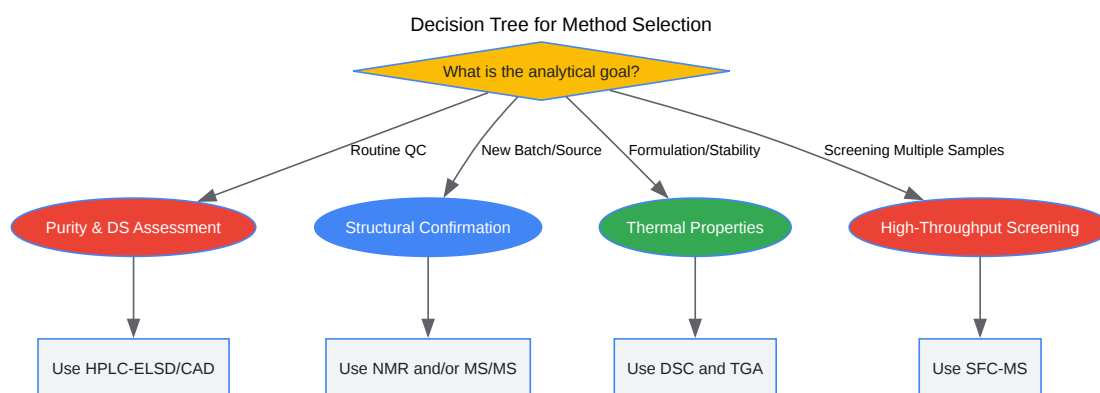 Decision Tree for Method Selection
What is the analytical goal?
Routine QC
New Batch/Source
Formulation/Stability
Screening Multiple Samples
Purity & DS Assessment
Structural Confirmation
Thermal Properties
High-Throughput Screening
Use HPLC-ELSD/CAD
Use NMR and/or MS/MS
Use DSC and TGA
Use SFC-MS